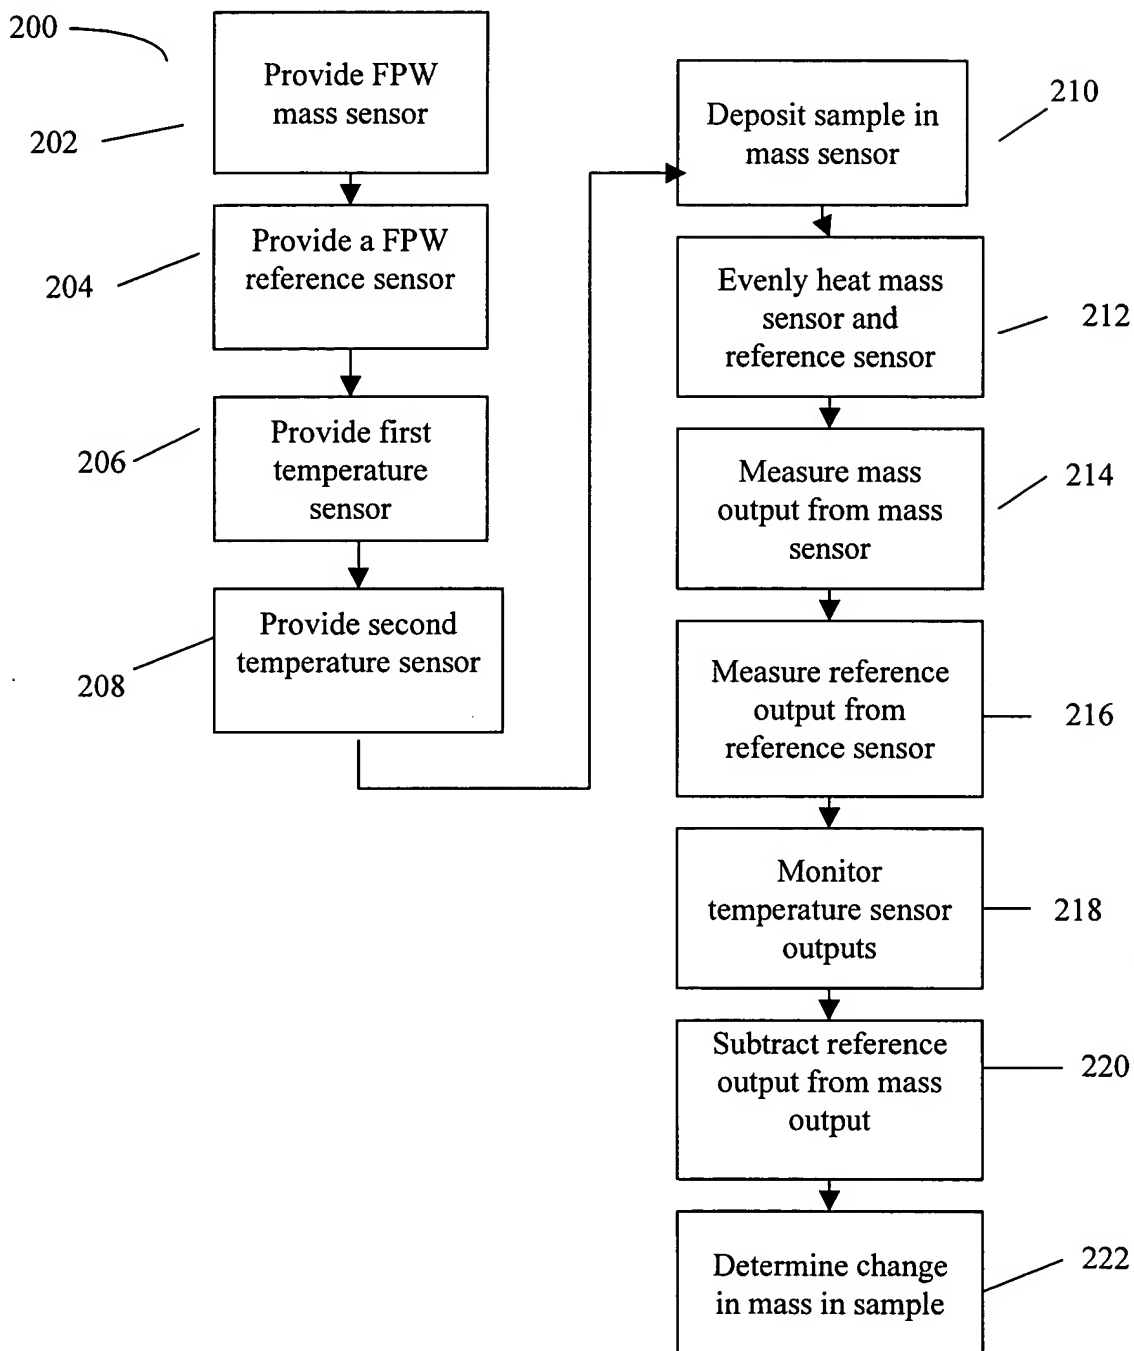 200
Provide FPW
mass sensor
202
Provide a FPW
reference sensor
204
Provide first
temperature
sensor
206
Provide second
temperature sensor
208
Deposit sample in
mass sensor
210
Evenly heat mass
sensor and
reference sensor
212
Measure mass
output from mass
sensor
214
Measure reference
output from
reference sensor
216
Monitor
temperature sensor
outputs
218
Subtract reference
output from mass
output
220
Determine change
in mass in sample
222